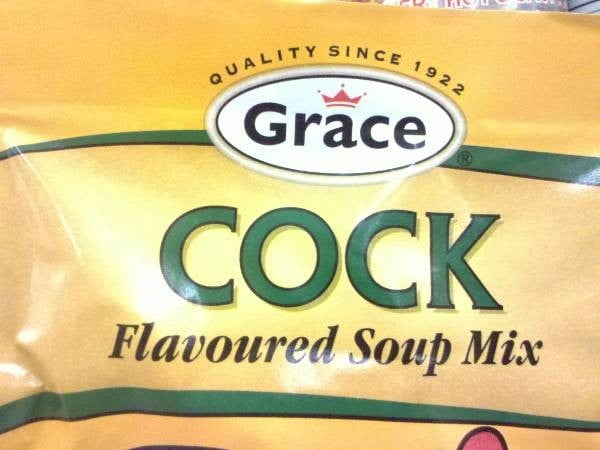 QUALITY SINCE 1922
Grace
®
COCK
Flavoured Soup Mix